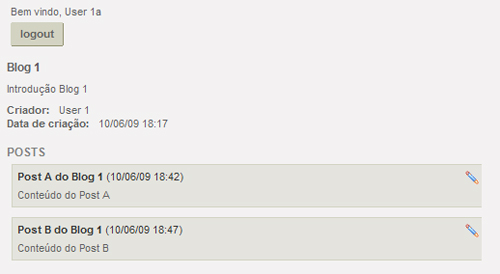 Bem vindo, User 1a
logout
Blog 1
Introdução Blog 1
Criador: User 1
Data de criação: 10/06/09 18:17
POSTS
Post A do Blog 1 (10/06/09 18:42)
Conteúdo do Post A
Post B do Blog 1 (10/06/09 18:47)
Conteúdo do Post B